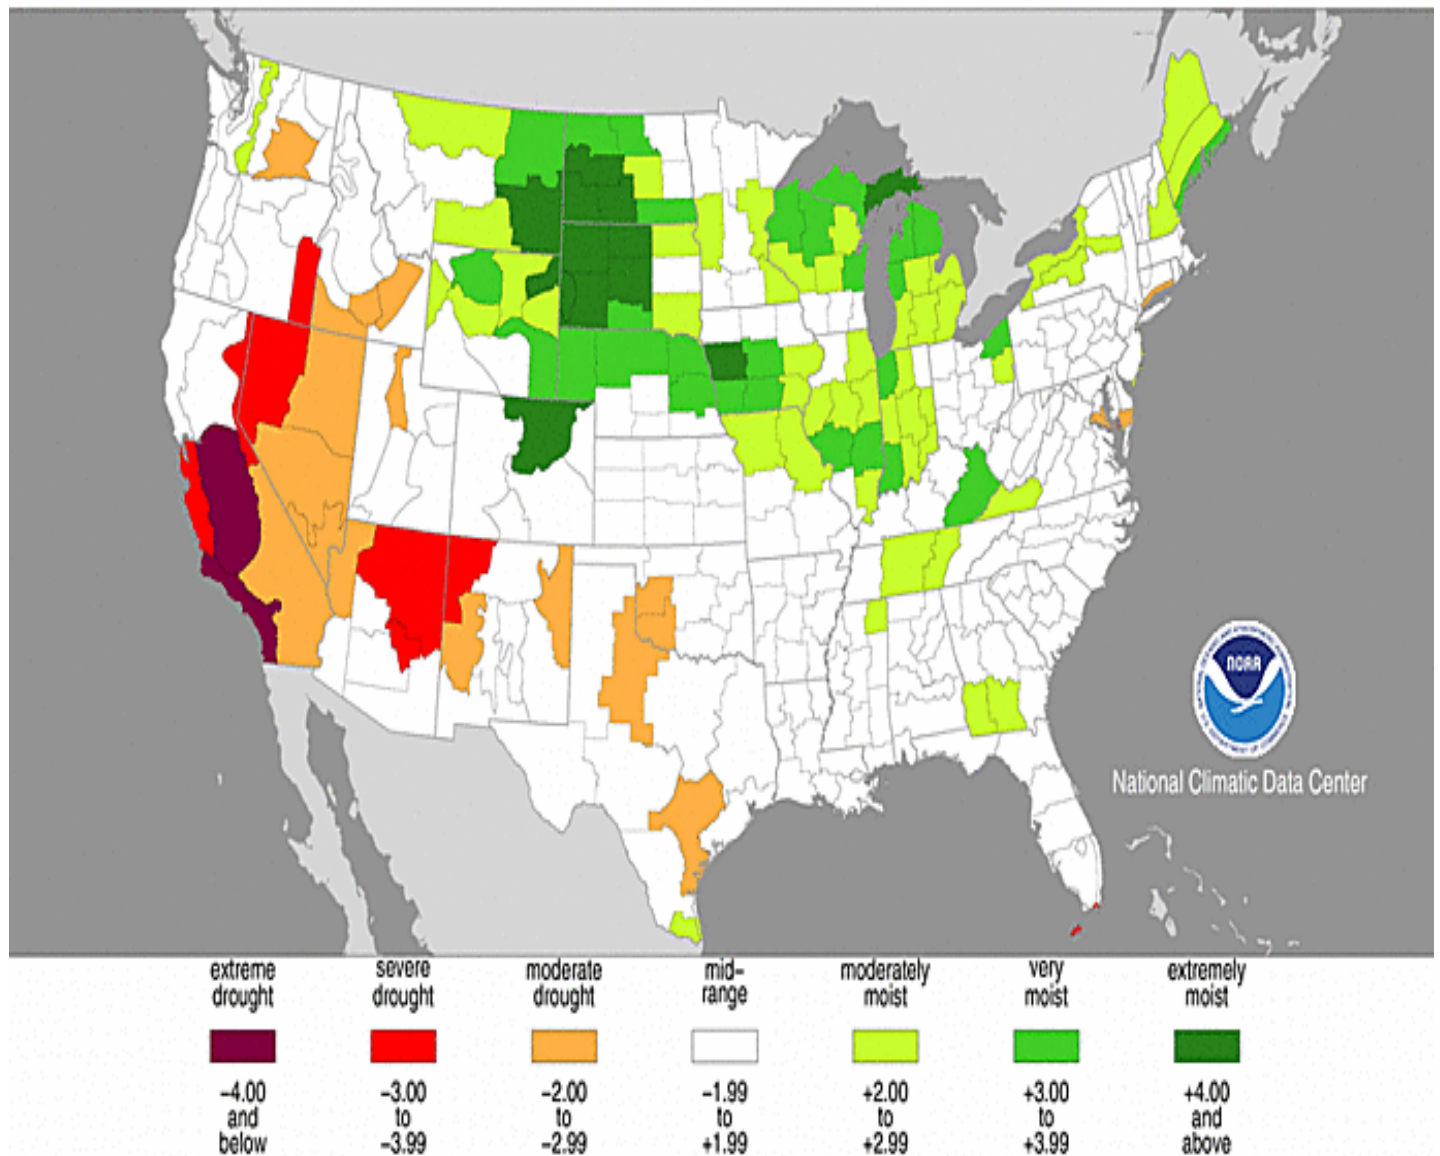 NOAA
National Climatic Data Center
extreme
drought
severe
drought
moderate
drought
mid–
range
moderately
moist
very
moist
extremely
moist
–4.00
and
below
–3.00
to
–3.99
–2.00
to
–2.99
–1.99
to
+1.99
+2.00
to
+2.99
+3.00
to
+3.99
+4.00
and
above